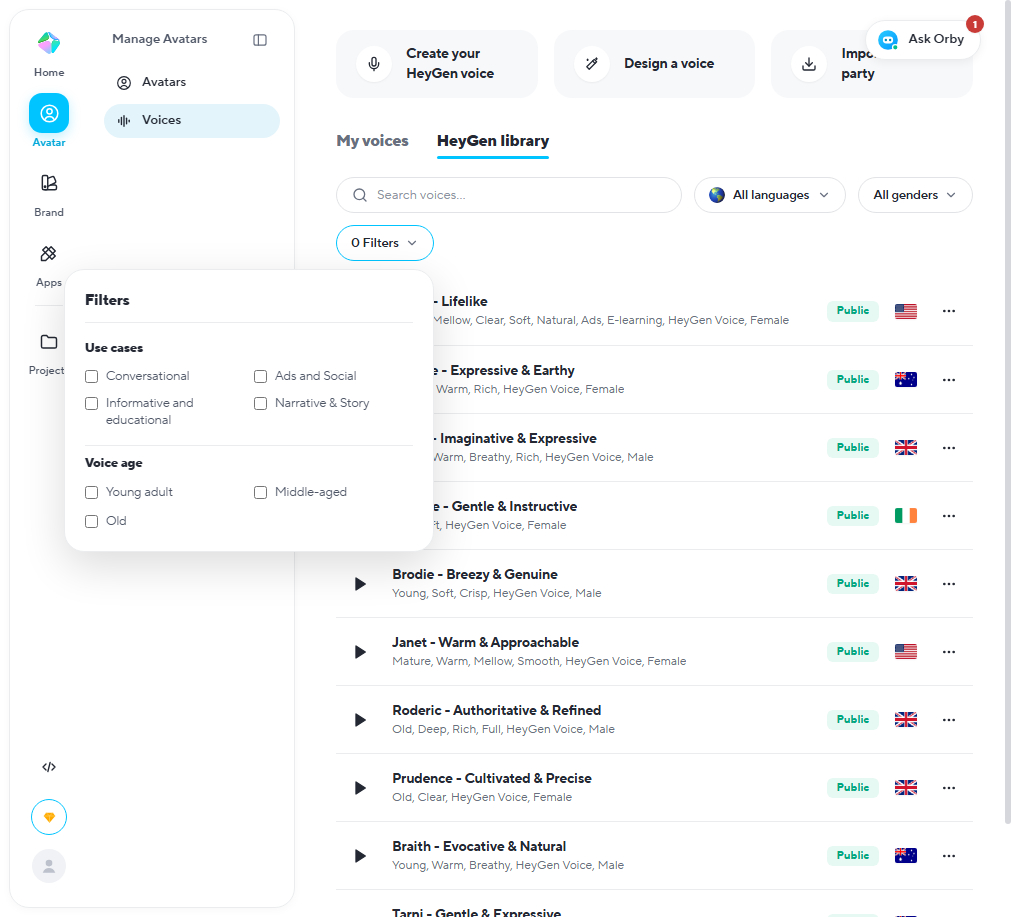 Manage Avatars
Home
Avatars
Voices
Avatar
Brand
Apps
Project
Create your
HeyGen voice
Design a voice
party
Ask Orby
1
My voices
HeyGen library
Search voices...
All languages
All genders
0 Filters
Filters
Use cases
Conversational
Ads and Social
Informative and
educational
Narrative & Story
Voice age
Young adult
Middle-aged
Old
- Lifelike
Mellow, Clear, Soft, Natural, Ads, E-learning, HeyGen Voice, Female
Public
- Expressive & Earthy
Warm, Rich, HeyGen Voice, Female
Public
- Imaginative & Expressive
Warm, Breathy, Rich, HeyGen Voice, Male
Public
- Gentle & Instructive
HeyGen Voice, Female
Public
Brodie - Breezy & Genuine
Young, Soft, Crisp, HeyGen Voice, Male
Public
Janet - Warm & Approachable
Mature, Warm, Mellow, Smooth, HeyGen Voice, Female
Public
Roderic - Authoritative & Refined
Old, Deep, Rich, Full, HeyGen Voice, Male
Public
Prudence - Cultivated & Precise
Old, Clear, HeyGen Voice, Female
Public
Braith - Evocative & Natural
Young, Warm, Breathy, HeyGen Voice, Male
Public
Tarni - Gentle & Expressive